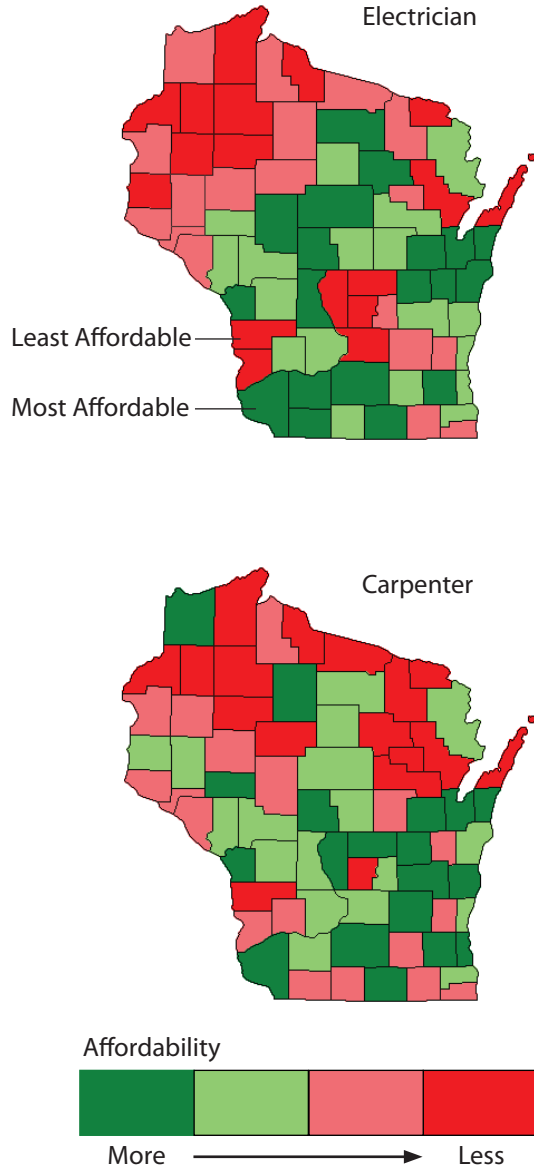 Electrician
Least Affordable
Most Affordable
Carpenter
Affordability
More
Less